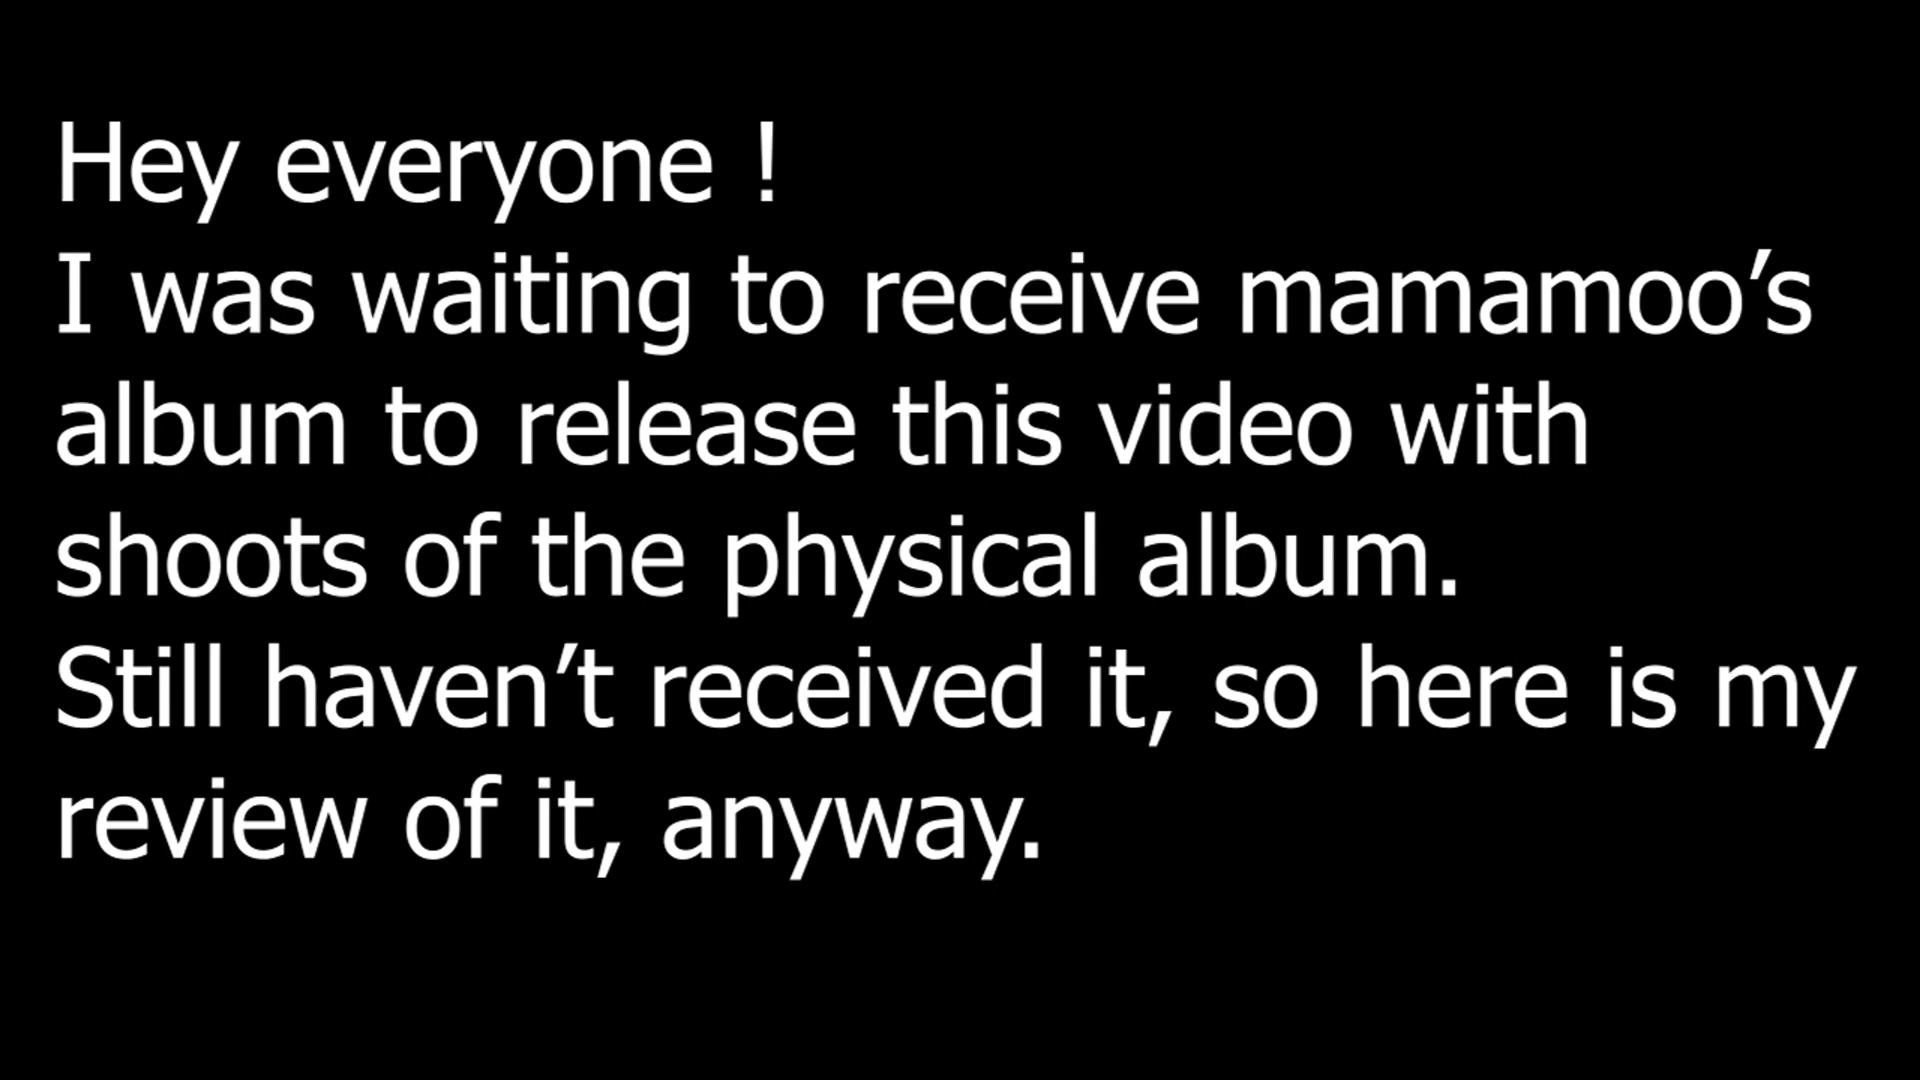 Hey everyone !
I was waiting to receive mamamoo’s
album to release this video with
shoots of the physical album.
Still haven’t received it, so here is my
review of it, anyway.